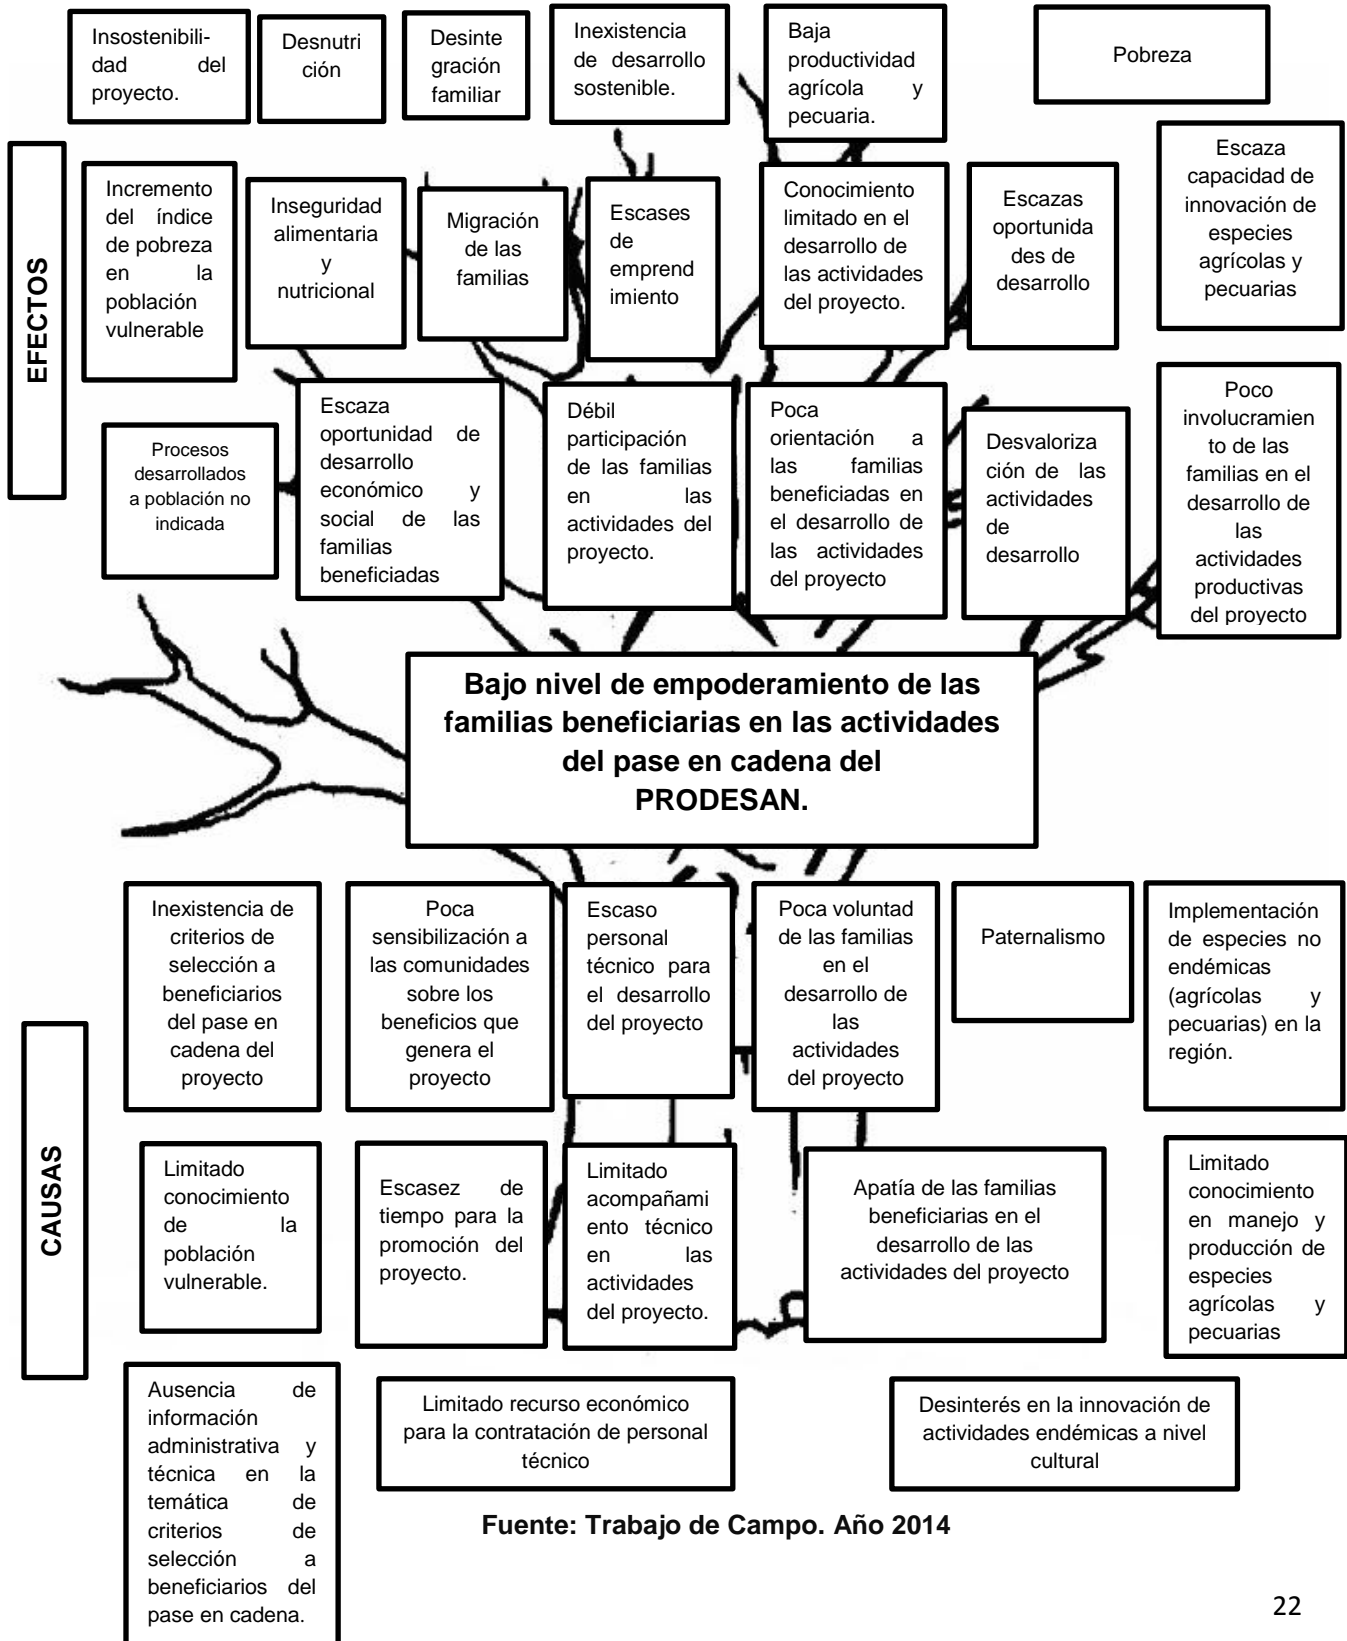 Insostenibili-
dad del
proyecto.
Desnutri
ción
Desinte
gración
familiar
Inexistencia
de desarrollo
sostenible.
Baja
productividad
agrícola y
pecuaria.
Pobreza
EFECTOS
Incremento
del índice
de pobreza
en la
población
vulnerable
Inseguridad
alimentaria
y
nutricional
Migración
de las
familias
Escases
de
emprend
imiento
Conocimiento
limitado en el
desarrollo de
las actividades
del proyecto.
Escazas
oportunida
des de
desarrollo
Escaza
capacidad de
innovación de
especies
agrícolas y
pecuarias
Procesos
desarrollados
a población no
indicada
Escaza
oportunidad de
desarrollo
económico y
social de las
familias
beneficiadas
Débil
participación
de las familias
en las
actividades del
proyecto.
Poca
orientación a
las familias
beneficiadas en
el desarrollo de
las actividades
del proyecto
Desvaloriza
ción de las
actividades
de
desarrollo
Poco
involucramien
to de las
familias en el
desarrollo de
las
actividades
productivas
del proyecto
Bajo nivel de empoderamiento de las
familias beneficiarias en las actividades
del pase en cadena del
PRODESAN.
CAUSAS
Inexistencia de
criterios de
selección a
beneficiarios
del pase en
cadena del
proyecto
Poca
sensibilización a
las comunidades
sobre los
beneficios que
genera el
proyecto
Escaso
personal
técnico para
el desarrollo
del proyecto
Poca voluntad
de las familias
en el
desarrollo de
las
actividades
del proyecto
Paternalismo
Implementación
de especies no
endémicas
(agrícolas y
pecuarias) en la
región.
Limitado
conocimiento
de la
población
vulnerable.
Escasez de
tiempo para la
promoción del
proyecto.
Limitado
acompañami
ento técnico
en las
actividades
del proyecto.
Apatía de las familias
beneficiarias en el
desarrollo de las
actividades del proyecto
Limitado
conocimiento
en manejo y
producción de
especies
agrícolas y
pecuarias
Ausencia de
información
administrativa y
técnica en la
temática de
criterios de
selección a
beneficiarios del
pase en cadena.
Limitado recurso económico
para la contratación de personal
técnico
Desinterés en la innovación de
actividades endémicas a nivel
cultural
Fuente: Trabajo de Campo. Año 2014
22